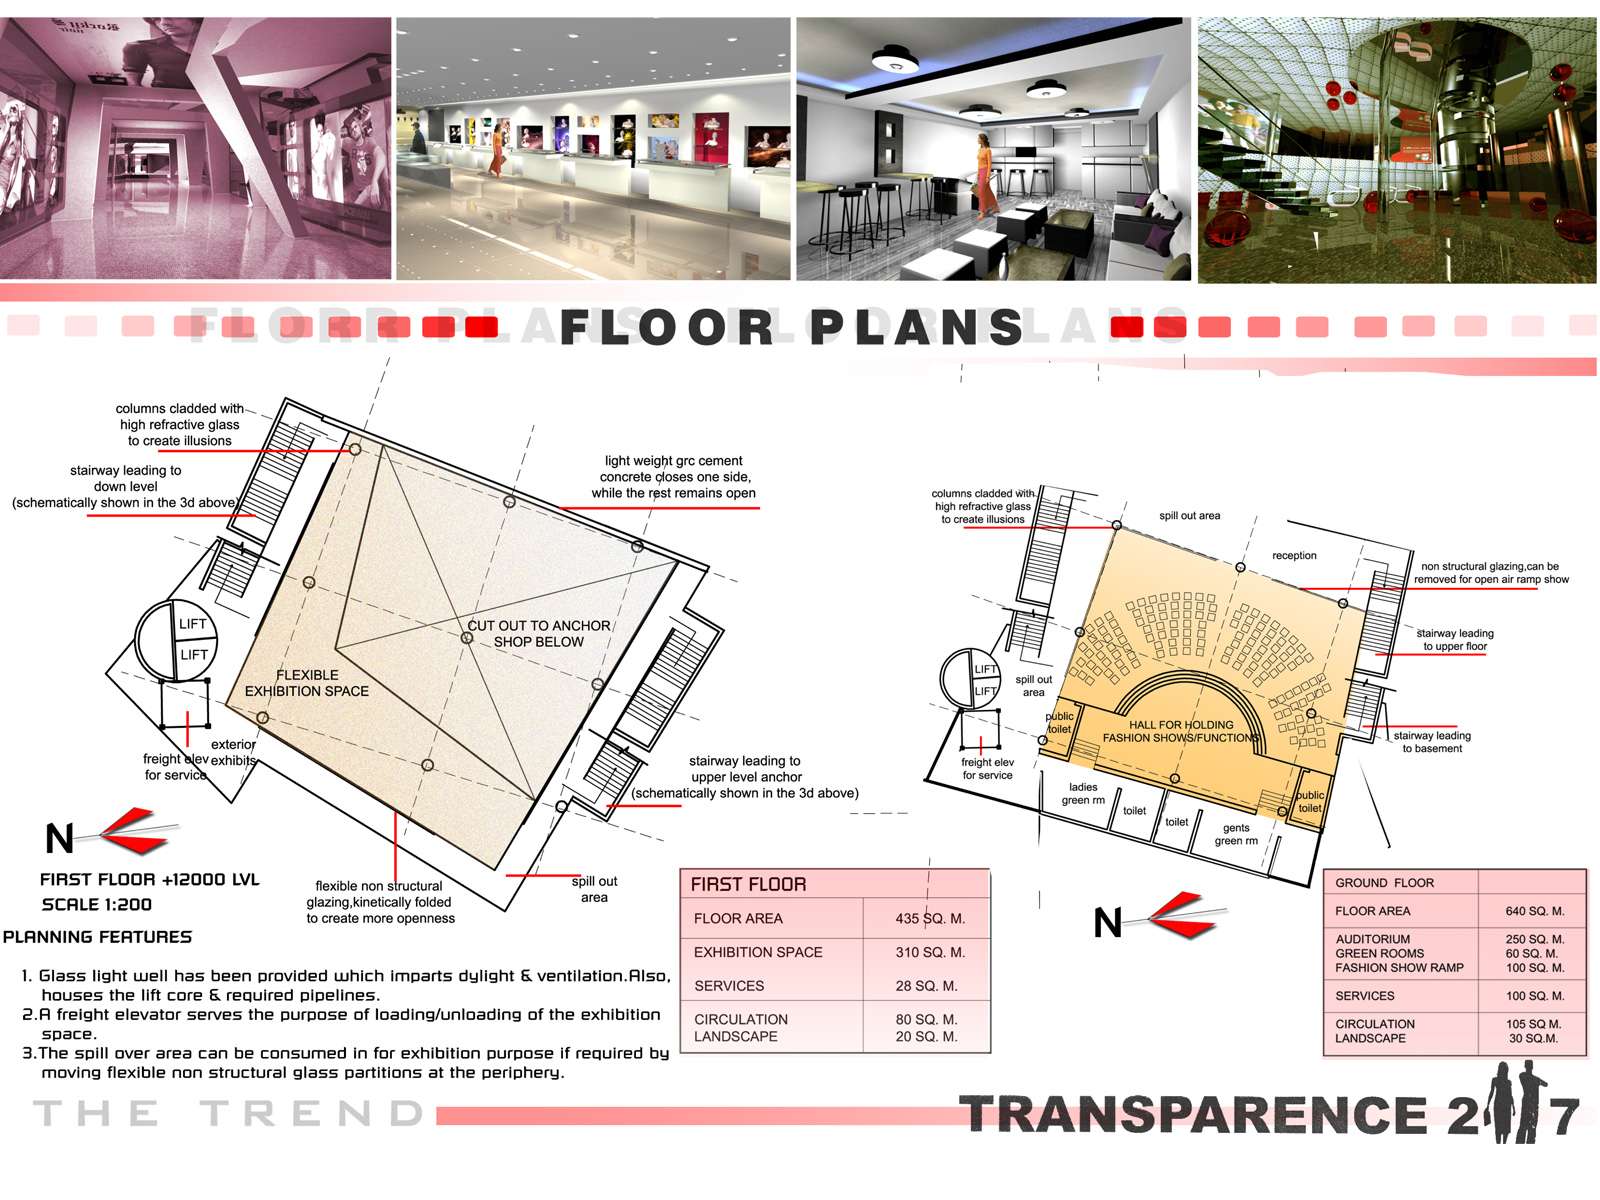 FLOOR PLANS
FLORR PLANS FLOOR PLANS
columns cladded with
high refractive glass
to create illusions
stairway leading to
down level
(schematically shown in the 3d above)
light weight grc cement
concrete closes one side,
while the rest remains open
CUT OUT TO ANCHOR
SHOP BELOW
FLEXIBLE
EXHIBITION SPACE
LIFT
LIFT
freight elev
for service
exterior
exhibits
stairway leading to
upper level anchor
(schematically shown in the 3d above)
spill out
area
flexible non structural
glazing,kinetically folded
to create more openness
N
FIRST FLOOR +12000 LVL
SCALE 1:200
PLANNING FEATURES
1. Glass light well has been provided which imparts dylight & ventilation.Also,
houses the lift core & required pipelines.
2.A freight elevator serves the purpose of loading/unloading of the exhibition
space.
3.The spill over area can be consumed in for exhibition purpose if required by
moving flexible non structural glass partitions at the periphery.
FIRST FLOOR
FLOOR AREA 435 SQ. M.
EXHIBITION SPACE 310 SQ. M.
SERVICES 28 SQ. M.
CIRCULATION 80 SQ. M.
LANDSCAPE 20 SQ. M.
columns cladded with
high refractive glass
to create illusions
spill out area
reception
non structural glazing,can be
removed for open air ramp show
stairway leading
to upper floor
stairway leading
to basement
LIFT
LIFT
spill out
area
public
toilet
HALL FOR HOLDING
FASHION SHOWS/FUNCTIONS
freight elev
for service
ladies
green rm
toilet
toilet
gents
green rm
public
toilet
N
GROUND FLOOR
FLOOR AREA 640 SQ. M.
AUDITORIUM 250 SQ. M.
GREEN ROOMS 60 SQ. M.
FASHION SHOW RAMP 100 SQ. M.
SERVICES 100 SQ. M.
CIRCULATION 105 SQ M.
LANDSCAPE 30 SQ.M.
THE TREND
TRANSPARENCE 2 7